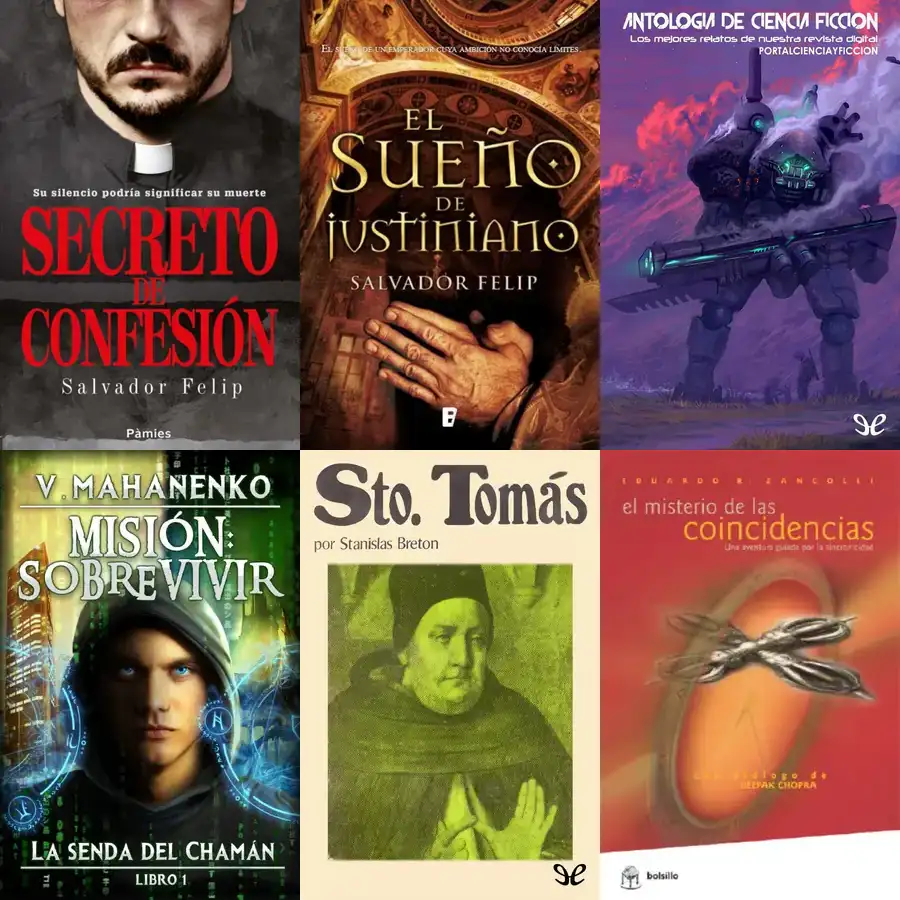 Su silencio podría significar su muerte
SECRETO
DE
CONFESIÓN
Salvador Felip
Pàmies
EL SUEÑO DE UN EMPERADOR CUYA AMBICIÓN NO CONOCÍA LÍMITES.
EL
SUEÑO
DE
JUSTINIANO
SALVADOR FELIP
B
ANTOLOGIA DE CIENCIA FICCION
Los mejores relatos de nuestra revista digital
PORTALCIENCIAYFICCION
V. MAHANENKO
MISIÓN:
SOBREVIVIR
LA SENDA DEL CHAMÁN
LIBRO 1
Sto. Tomás
por Stanislas Breton
EDUARDO R. ZANCOLLI
el misterio de las
coincidencias
Una aventura guiada por la sincronicidad
Con prólogo de
DEEPAK CHOPRA
bolsillo